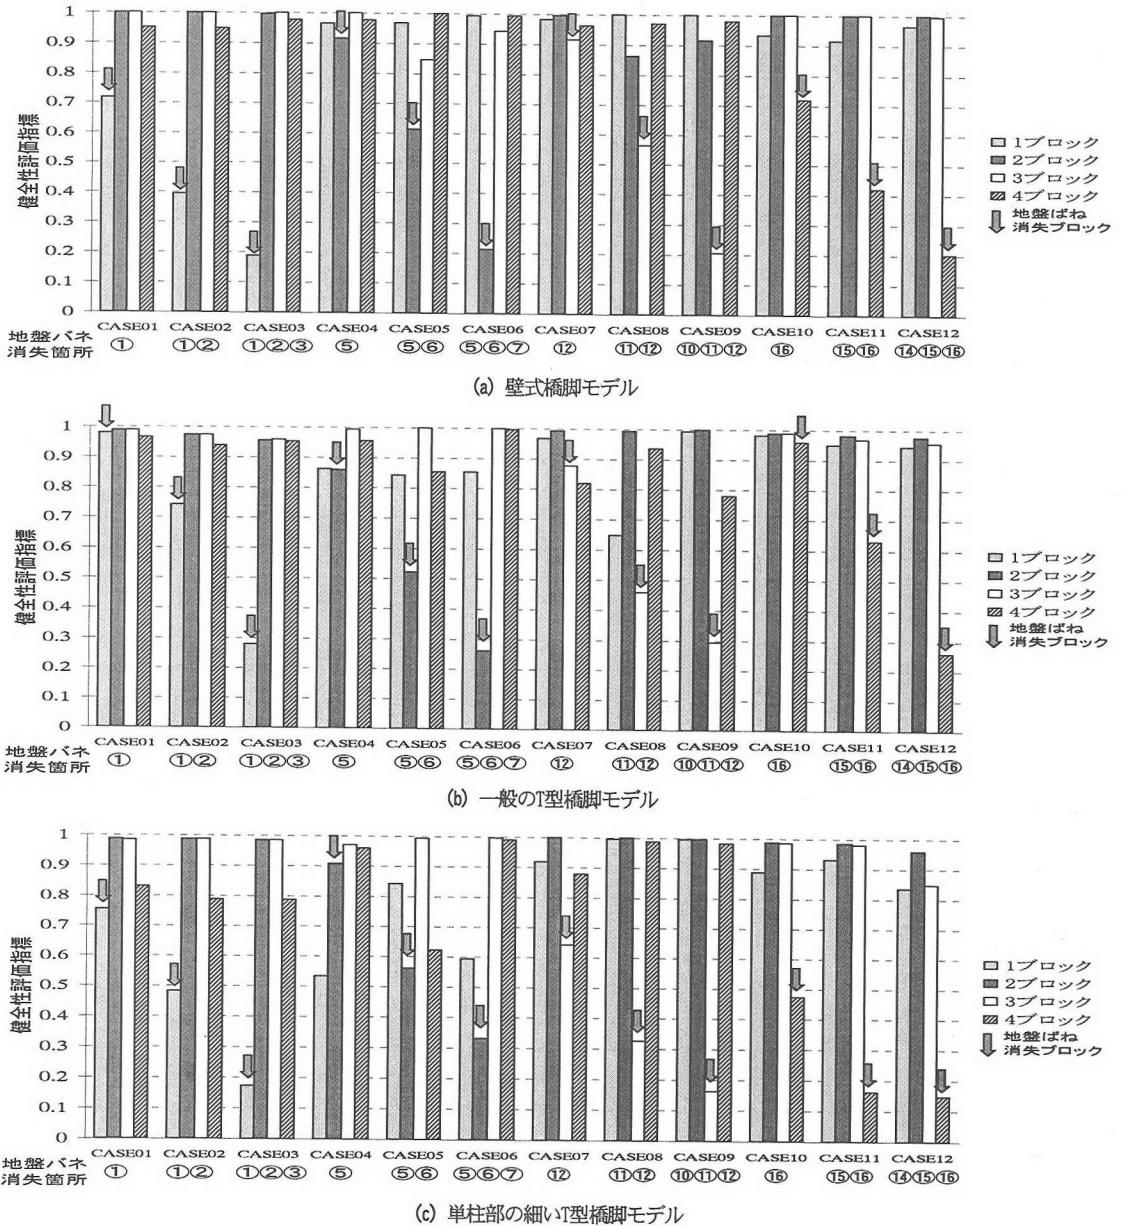 健全性評価指標
1
0.9
0.8
0.7
0.6
0.5
0.4
0.3
0.2
0.1
0
1ブロック
2ブロック
3ブロック
4ブロック
地盤ばね
消失ブロック
CASE01 CASE02 CASE03 CASE04 CASE05 CASE06 CASE07 CASE08 CASE09 CASE10 CASE11 CASE12
地盤バネ
消失箇所
① ①② ①②③ ⑤ ⑤⑥ ⑤⑥⑦ ⑫ ⑪⑫ ⑩⑪⑫ ⑯ ⑮⑯ ⑭⑮⑯
(a) 壁式橋脚モデル
健全性評価指標
1
0.9
0.8
0.7
0.6
0.5
0.4
0.3
0.2
0.1
0
1ブロック
2ブロック
3ブロック
4ブロック
地盤ばね
消失ブロック
CASE01 CASE02 CASE03 CASE04 CASE05 CASE06 CASE07 CASE08 CASE09 CASE10 CASE11 CASE12
地盤バネ
消失箇所
① ①② ①②③ ⑤ ⑤⑥ ⑤⑥⑦ ⑫ ⑪⑫ ⑩⑪⑫ ⑯ ⑮⑯ ⑭⑮⑯
(b) 一般のT型橋脚モデル
健全性評価指標
1
0.9
0.8
0.7
0.6
0.5
0.4
0.3
0.2
0.1
0
1ブロック
2ブロック
3ブロック
4ブロック
地盤ばね
消失ブロック
CASE01 CASE02 CASE03 CASE04 CASE05 CASE06 CASE07 CASE08 CASE09 CASE10 CASE11 CASE12
地盤バネ
消失箇所
① ①② ①②③ ⑤ ⑤⑥ ⑤⑥⑦ ⑫ ⑪⑫ ⑩⑪⑫ ⑯ ⑮⑯ ⑭⑮⑯
(c) 単柱部の細いT型橋脚モデル